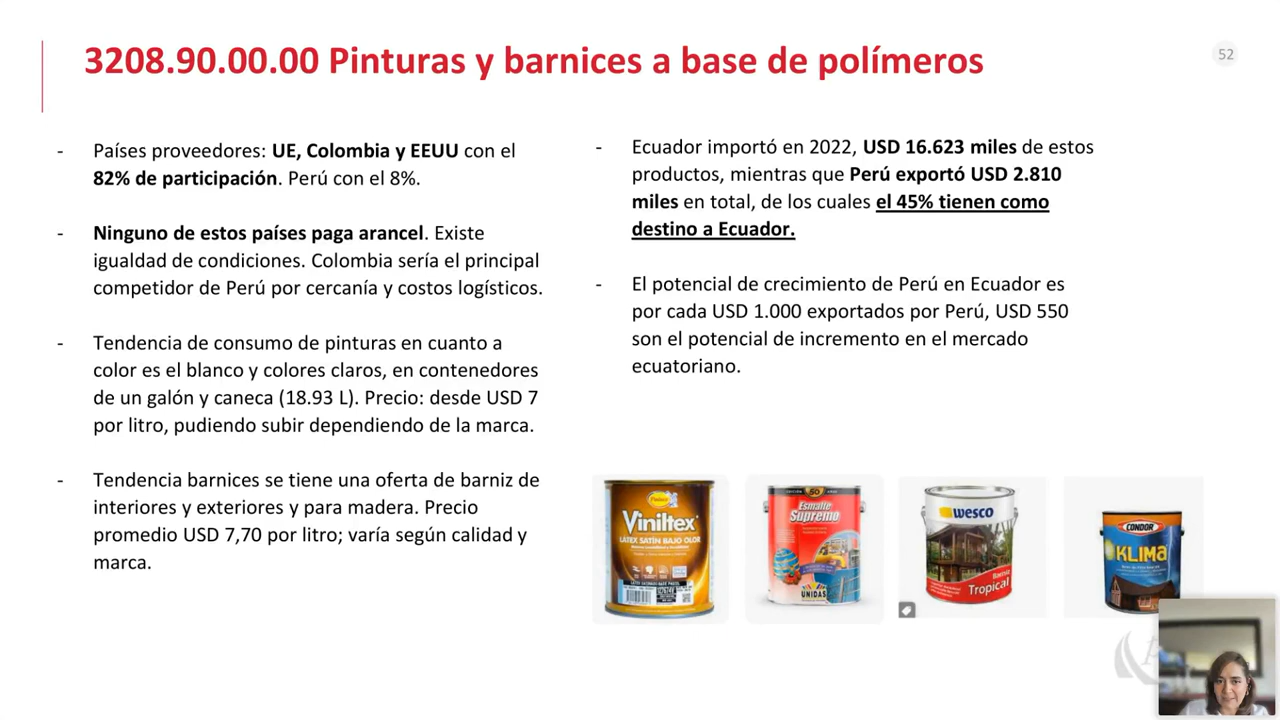 3208.90.00.00 Pinturas y barnices a base de polímeros
52
- Países proveedores: UE, Colombia y EEUU con el
82% de participación. Perú con el 8%.
- Ninguno de estos países paga arancel. Existe
igualdad de condiciones. Colombia sería el principal
competidor de Perú por cercanía y costos logísticos.
- Tendencia de consumo de pinturas en cuanto a
color es el blanco y colores claros, en contenedores
de un galón y caneca (18.93 L). Precio: desde USD 7
por litro, pudiendo subir dependiendo de la marca.
- Tendencia barnices se tiene una oferta de barniz de
interiores y exteriores y para madera. Precio
promedio USD 7,70 por litro; varía según calidad y
marca.
- Ecuador importó en 2022, USD 16.623 miles de estos
productos, mientras que Perú exportó USD 2.810
miles en total, de los cuales el 45% tienen como
destino a Ecuador.
- El potencial de crecimiento de Perú en Ecuador es
por cada USD 1.000 exportados por Perú, USD 550
son el potencial de incremento en el mercado
ecuatoriano.
Viniltex
LATEX SATÍN BAJO OLOR
50
Esmalte
Supremo
UNIDAS
wesco
Barniz
Tropical
CONDOR
KLIMA